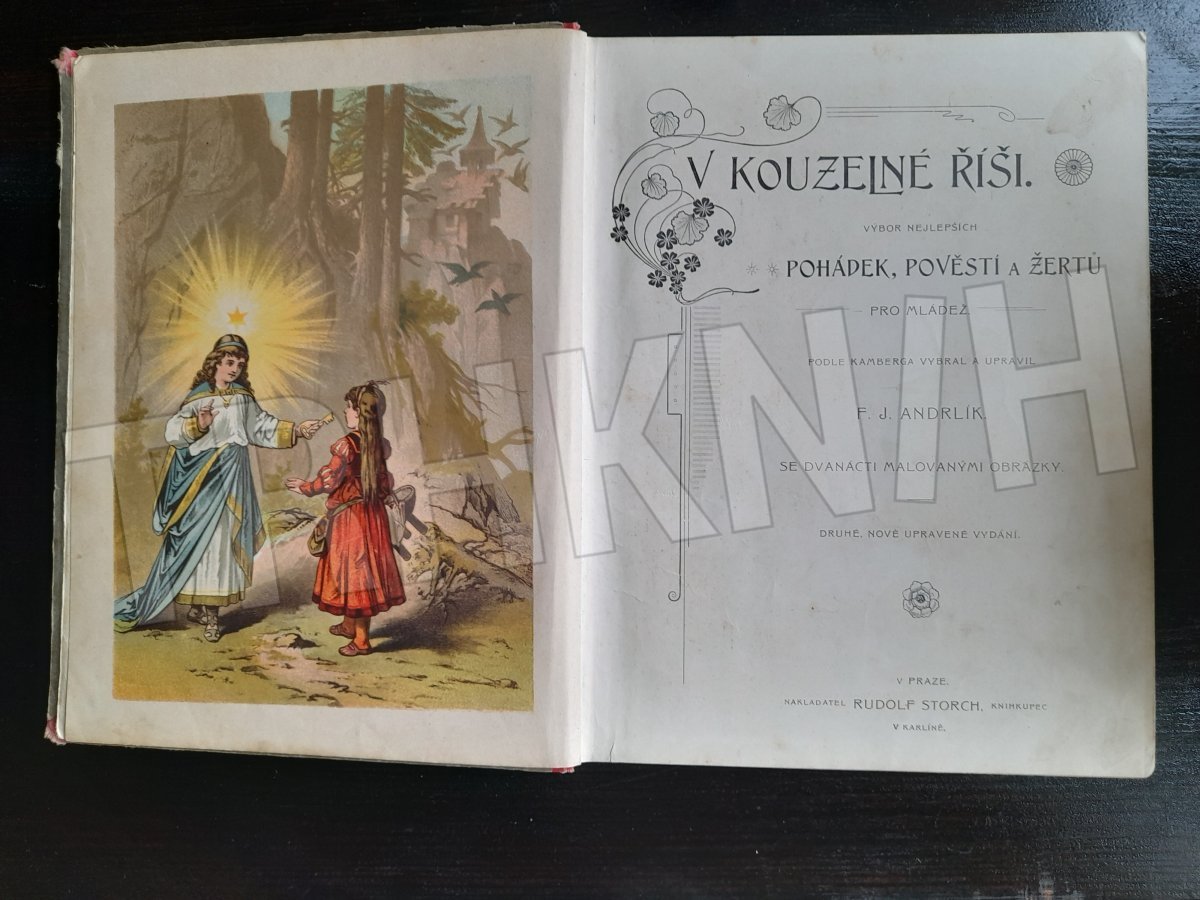 V KOUZELNÉ ŘÍŠI.
VÝBOR NEJLEPŠÍCH
POHÁDEK, POVĚSTÍ A ŽERTŮ
PRO MLÁDEŽ.
PODLE KAMBERGA VYBRAL A UPRAVIL
F. J. ANDRLÍK.
SE DVANÁCTI MALOVANÝMI OBRÁZKY.
DRUHÉ, NOVĚ UPRAVENÉ VYDÁNÍ.
V PRAZE.
NAKLADATEL RUDOLF STORCH, KNIHKUPEC
V KARLÍNĚ.